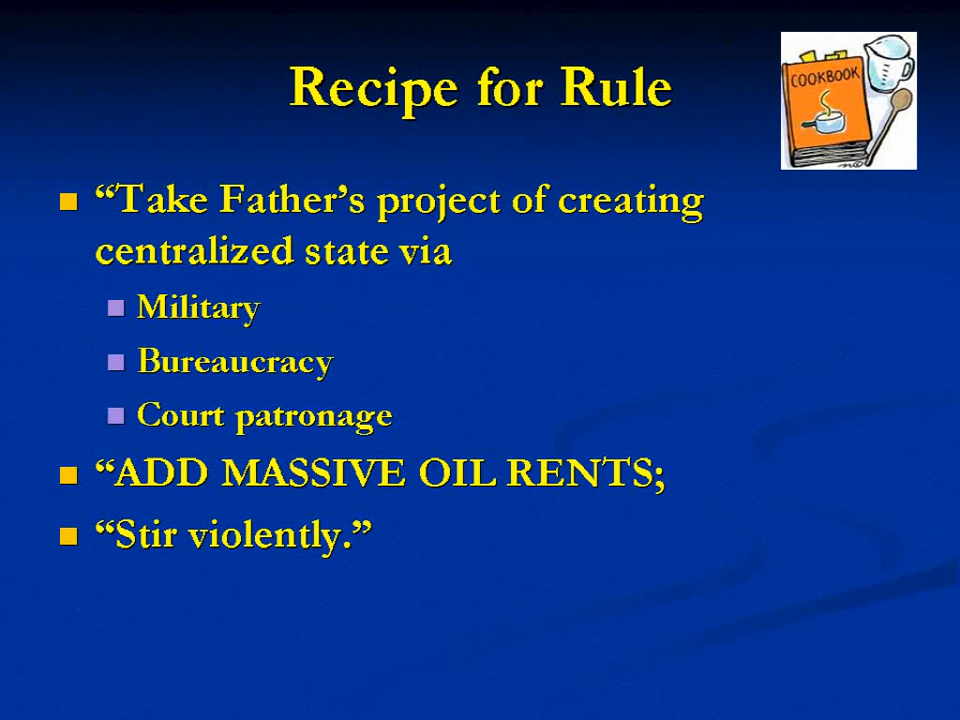 Recipe for Rule
COOKBOOK
“Take Father’s project of creating
centralized state via
Military
Bureaucracy
Court patronage
“ADD MASSIVE OIL RENTS;
“Stir violently.”